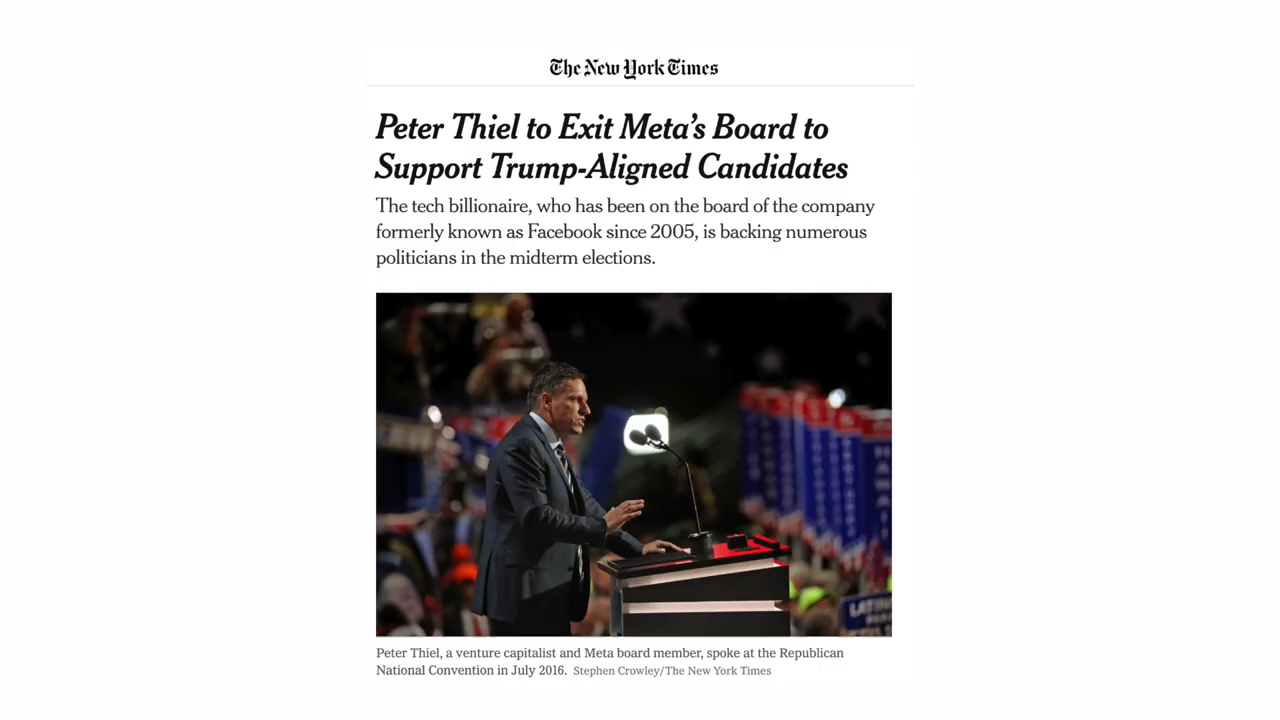 The New York Times
Peter Thiel to Exit Meta's Board to
Support Trump-Aligned Candidates
The tech billionaire, who has been on the board of the company
formerly known as Facebook since 2005, is backing numerous
politicians in the midterm elections.
Peter Thiel, a venture capitalist and Meta board member, spoke at the Republican
National Convention in July 2016. Stephen Crowley/The New York Times